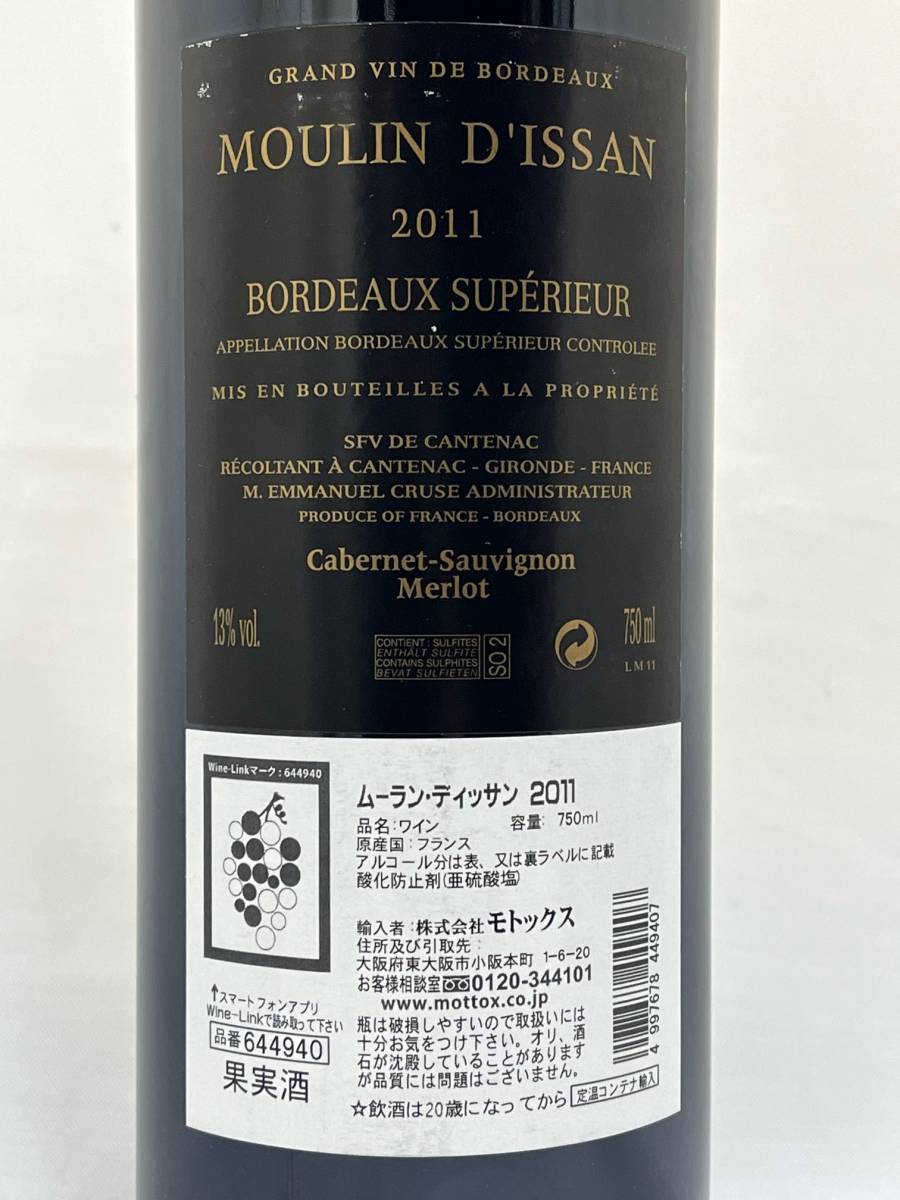 GRAND VIN DE BORDEAUX
MOULIN D'ISSAN
2011
BORDEAUX SUPÉRIEUR
APPELLATION BORDEAUX SUPÉRIEUR CONTROLEE
MIS EN BOUTEILLES A LA PROPRIÉTÉ
SFV DE CANTENAC
RÉCOLTANT À CANTENAC - GIRONDE - FRANCE
M. EMMANUEL CRUSE ADMINISTRATEUR
PRODUCE OF FRANCE - BORDEAUX
Cabernet-Sauvignon
Merlot
13% vol.
CONTIENT : SULFITES
ENTHÄLT SULFITE
CONTAINS SULPHITES
BEVAT SULFIETEN
SO2
750 ml
L M 11
Wine-Linkマーク : 644940
↑スマートフォンアプリ
Wine-Linkで読み取って下さい
品番644940
果実酒
ムーラン・ディッサン 2011
品名:ワイン 容量: 750ml
原産国:フランス
アルコール分は表、又は裏ラベルに記載
酸化防止剤(亜硫酸塩)
輸入者:株式会社モトックス
住所及び引取先:
大阪府東大阪市小阪本町 1-6-20
お客様相談室 0120-344101
www.mottox.co.jp
瓶は破損しやすいので取扱いには
十分お気をつけ下さい。オリ、酒
石が沈殿していることがあります
が品質には問題はございません。
☆飲酒は20歳になってから 定温コンテナ輸入
4 997678 449407